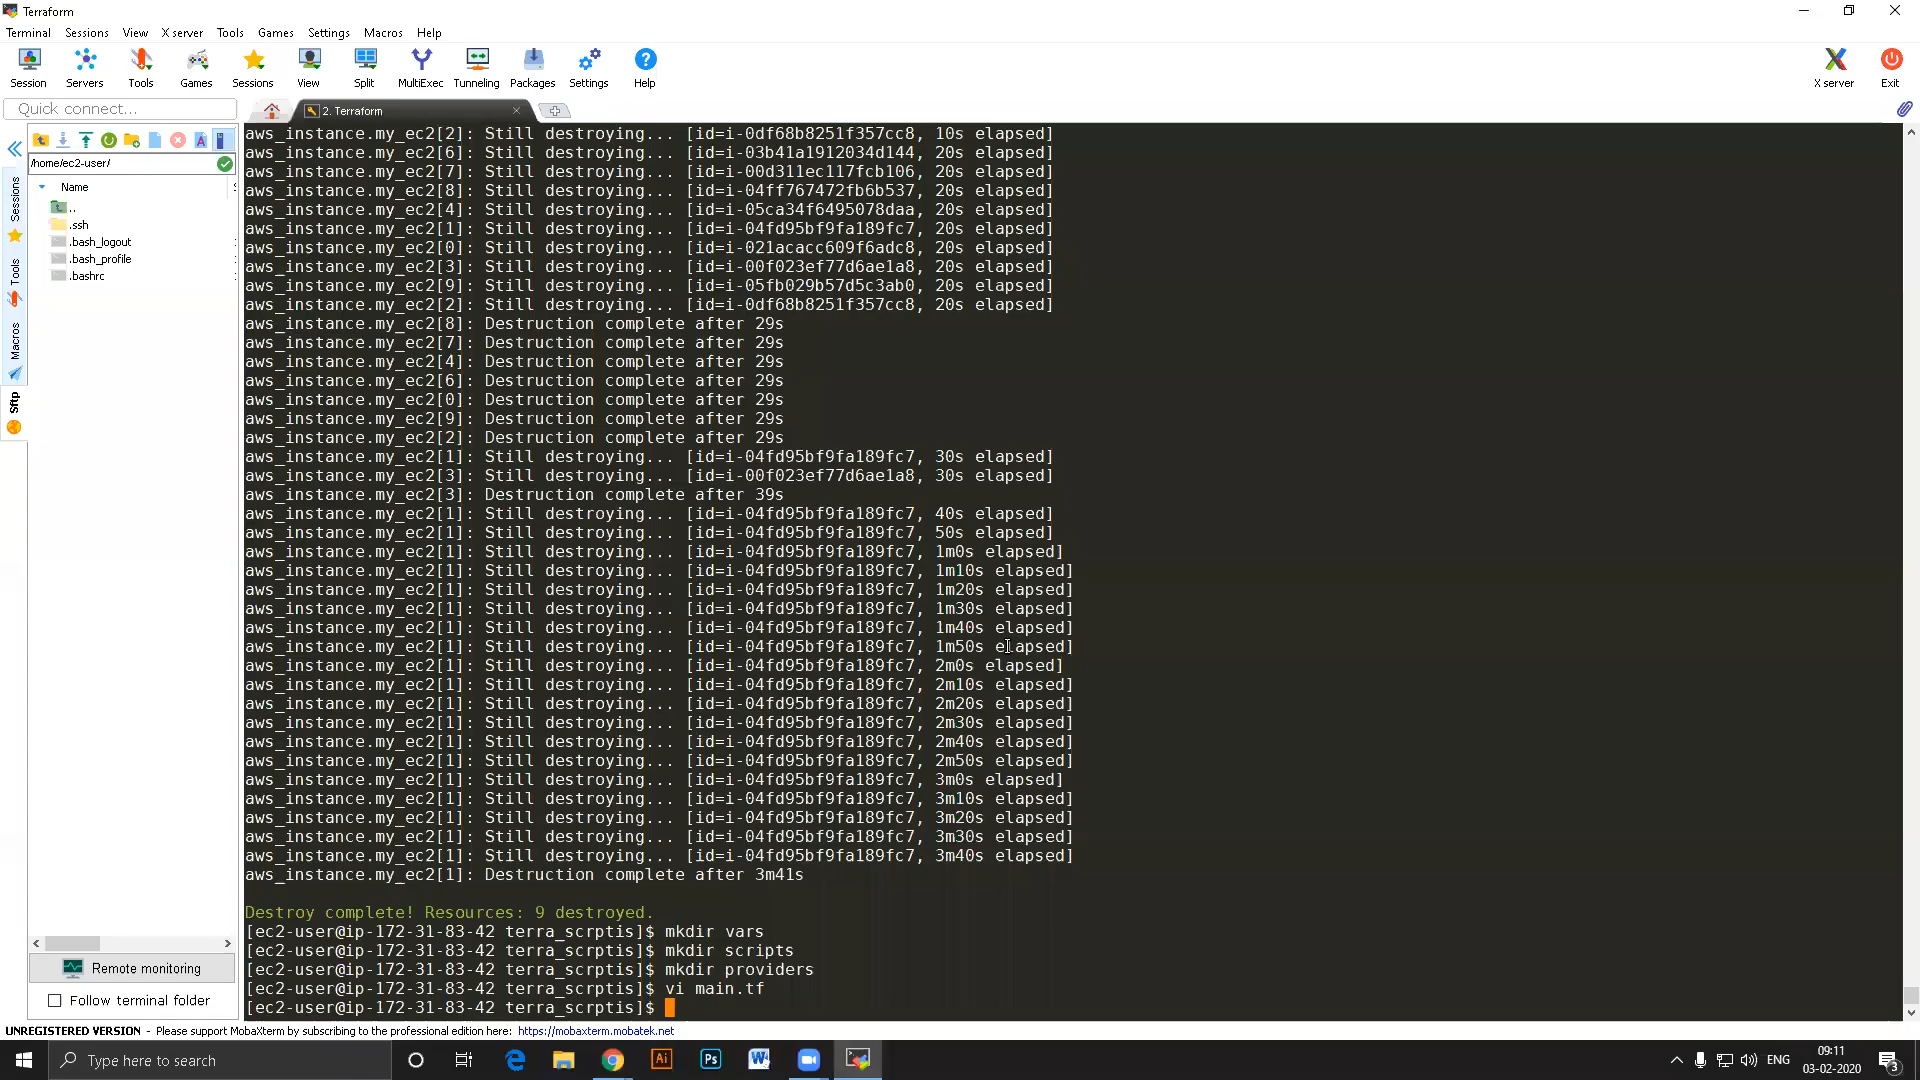 Terraform
Terminal Sessions View X server Tools Games Settings Macros Help
Session Servers Tools Games Sessions View Split MultiExec Tunneling Packages Settings Help X server Exit
Quick connect...
2. Terraform
/home/ec2-user/
Name
..
.ssh
.bash_logout
.bash_profile
.bashrc
Sessions
Tools
Macros
Sftp
aws_instance.my_ec2[2]: Still destroying... [id=i-0df68b8251f357cc8, 10s elapsed]
aws_instance.my_ec2[6]: Still destroying... [id=i-03b41a1912034d144, 20s elapsed]
aws_instance.my_ec2[7]: Still destroying... [id=i-00d311ec117fcb106, 20s elapsed]
aws_instance.my_ec2[8]: Still destroying... [id=i-04ff767472fb6b537, 20s elapsed]
aws_instance.my_ec2[4]: Still destroying... [id=i-05ca34f6495078daa, 20s elapsed]
aws_instance.my_ec2[1]: Still destroying... [id=i-04fd95bf9fa189fc7, 20s elapsed]
aws_instance.my_ec2[0]: Still destroying... [id=i-021acacc609f6adc8, 20s elapsed]
aws_instance.my_ec2[3]: Still destroying... [id=i-00f023ef77d6ae1a8, 20s elapsed]
aws_instance.my_ec2[9]: Still destroying... [id=i-05fb029b57d5c3ab0, 20s elapsed]
aws_instance.my_ec2[2]: Still destroying... [id=i-0df68b8251f357cc8, 20s elapsed]
aws_instance.my_ec2[8]: Destruction complete after 29s
aws_instance.my_ec2[7]: Destruction complete after 29s
aws_instance.my_ec2[4]: Destruction complete after 29s
aws_instance.my_ec2[6]: Destruction complete after 29s
aws_instance.my_ec2[0]: Destruction complete after 29s
aws_instance.my_ec2[9]: Destruction complete after 29s
aws_instance.my_ec2[2]: Destruction complete after 29s
aws_instance.my_ec2[1]: Still destroying... [id=i-04fd95bf9fa189fc7, 30s elapsed]
aws_instance.my_ec2[3]: Still destroying... [id=i-00f023ef77d6ae1a8, 30s elapsed]
aws_instance.my_ec2[3]: Destruction complete after 39s
aws_instance.my_ec2[1]: Still destroying... [id=i-04fd95bf9fa189fc7, 40s elapsed]
aws_instance.my_ec2[1]: Still destroying... [id=i-04fd95bf9fa189fc7, 50s elapsed]
aws_instance.my_ec2[1]: Still destroying... [id=i-04fd95bf9fa189fc7, 1m0s elapsed]
aws_instance.my_ec2[1]: Still destroying... [id=i-04fd95bf9fa189fc7, 1m10s elapsed]
aws_instance.my_ec2[1]: Still destroying... [id=i-04fd95bf9fa189fc7, 1m20s elapsed]
aws_instance.my_ec2[1]: Still destroying... [id=i-04fd95bf9fa189fc7, 1m30s elapsed]
aws_instance.my_ec2[1]: Still destroying... [id=i-04fd95bf9fa189fc7, 1m40s elapsed]
aws_instance.my_ec2[1]: Still destroying... [id=i-04fd95bf9fa189fc7, 1m50s elapsed]
aws_instance.my_ec2[1]: Still destroying... [id=i-04fd95bf9fa189fc7, 2m0s elapsed]
aws_instance.my_ec2[1]: Still destroying... [id=i-04fd95bf9fa189fc7, 2m10s elapsed]
aws_instance.my_ec2[1]: Still destroying... [id=i-04fd95bf9fa189fc7, 2m20s elapsed]
aws_instance.my_ec2[1]: Still destroying... [id=i-04fd95bf9fa189fc7, 2m30s elapsed]
aws_instance.my_ec2[1]: Still destroying... [id=i-04fd95bf9fa189fc7, 2m40s elapsed]
aws_instance.my_ec2[1]: Still destroying... [id=i-04fd95bf9fa189fc7, 2m50s elapsed]
aws_instance.my_ec2[1]: Still destroying... [id=i-04fd95bf9fa189fc7, 3m0s elapsed]
aws_instance.my_ec2[1]: Still destroying... [id=i-04fd95bf9fa189fc7, 3m10s elapsed]
aws_instance.my_ec2[1]: Still destroying... [id=i-04fd95bf9fa189fc7, 3m20s elapsed]
aws_instance.my_ec2[1]: Still destroying... [id=i-04fd95bf9fa189fc7, 3m30s elapsed]
aws_instance.my_ec2[1]: Still destroying... [id=i-04fd95bf9fa189fc7, 3m40s elapsed]
aws_instance.my_ec2[1]: Destruction complete after 3m41s
Destroy complete! Resources: 9 destroyed.
[ec2-user@ip-172-31-83-42 terra_scrptis]$ mkdir vars
[ec2-user@ip-172-31-83-42 terra_scrptis]$ mkdir scripts
[ec2-user@ip-172-31-83-42 terra_scrptis]$ mkdir providers
[ec2-user@ip-172-31-83-42 terra_scrptis]$ vi main.tf
[ec2-user@ip-172-31-83-42 terra_scrptis]$
Remote monitoring
Follow terminal folder
UNREGISTERED VERSION - Please support MobaXterm by subscribing to the professional edition here: https://mobaxterm.mobatek.net
Type here to search
Ai
Ps
W
ENG
09:11
03-02-2020
3